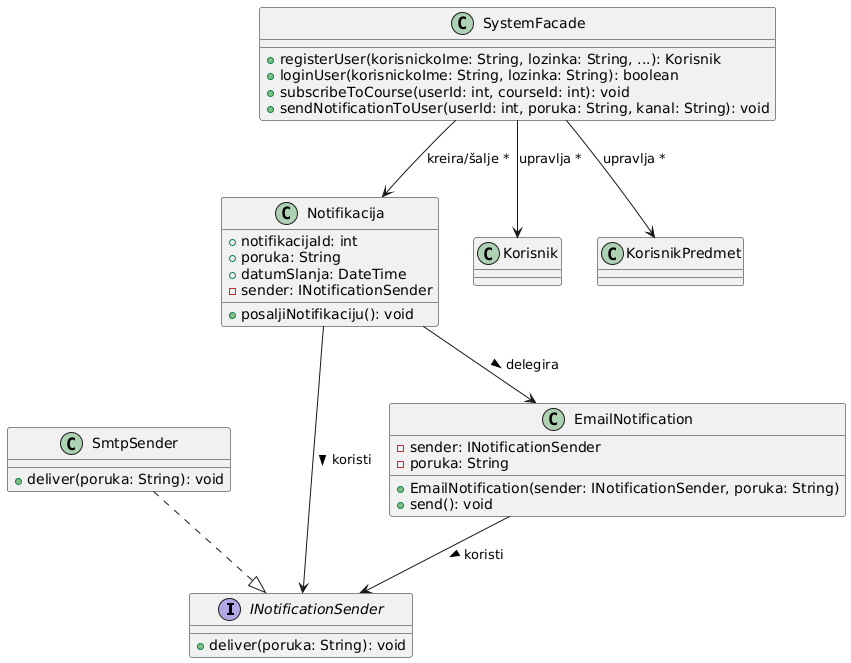 C SystemFacade
registerUser(korisnickoIme: String, lozinka: String, ...): Korisnik
loginUser(korisnickoIme: String, lozinka: String): boolean
subscribeToCourse(userId: int, courseId: int): void
sendNotificationToUser(userId: int, poruka: String, kanal: String): void
kreira/šalje *
upravlja *
upravlja *
C Notifikacija
notifikacijaId: int
poruka: String
datumSlanja: DateTime
sender: INotificationSender
posaljiNotifikaciju(): void
C Korisnik
C KorisnikPredmet
delegira
C SmtpSender
deliver(poruka: String): void
koristi
C EmailNotification
sender: INotificationSender
poruka: String
EmailNotification(sender: INotificationSender, poruka: String)
send(): void
koristi
I INotificationSender
deliver(poruka: String): void